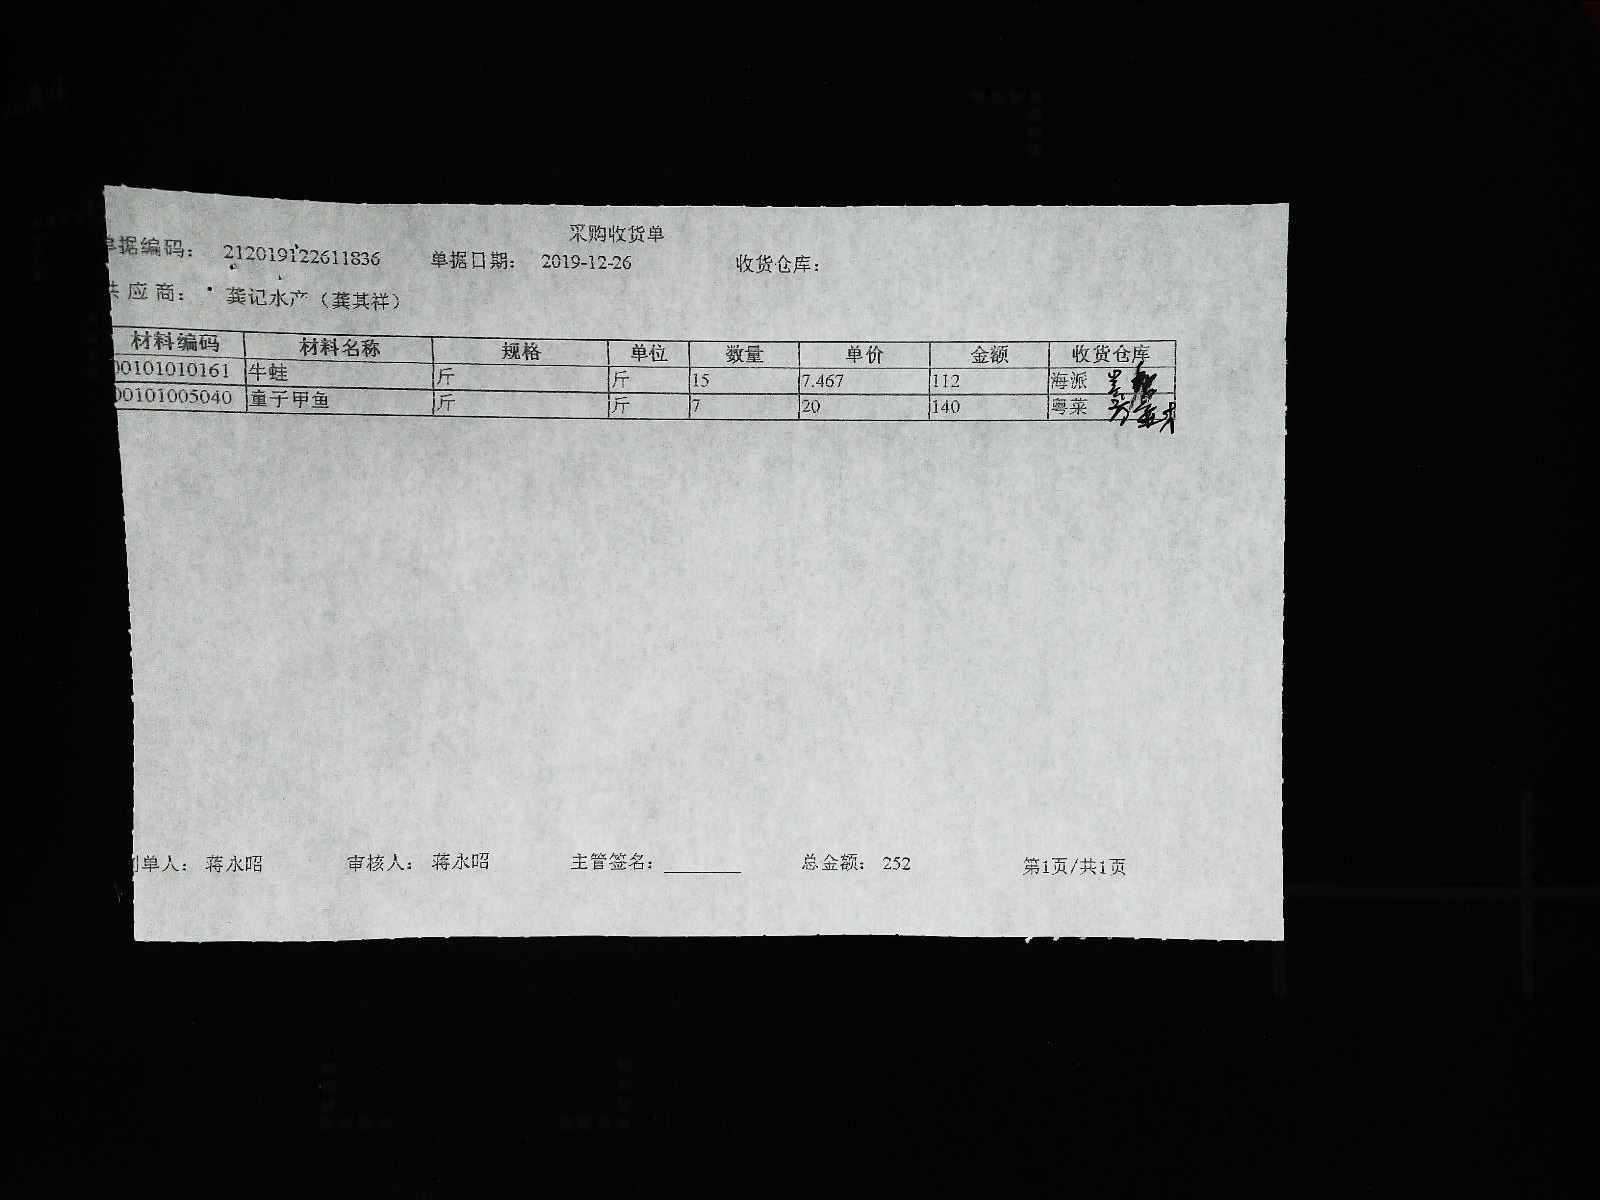 采购收货单
单据编码： 212019122611836 单据日期： 2019-12-26 收货仓库：
供应商： 龚记水产（龚其祥）
材料编码 材料名称 规格 单位 数量 单价 金额 收货仓库
00101010161 牛蛙 斤 斤 15 7.467 112 海派
00101005040 童子甲鱼 斤 斤 7 20 140 粤菜
制单人： 蒋永昭 审核人： 蒋永昭 主管签名：________ 总金额： 252 第1页/共1页